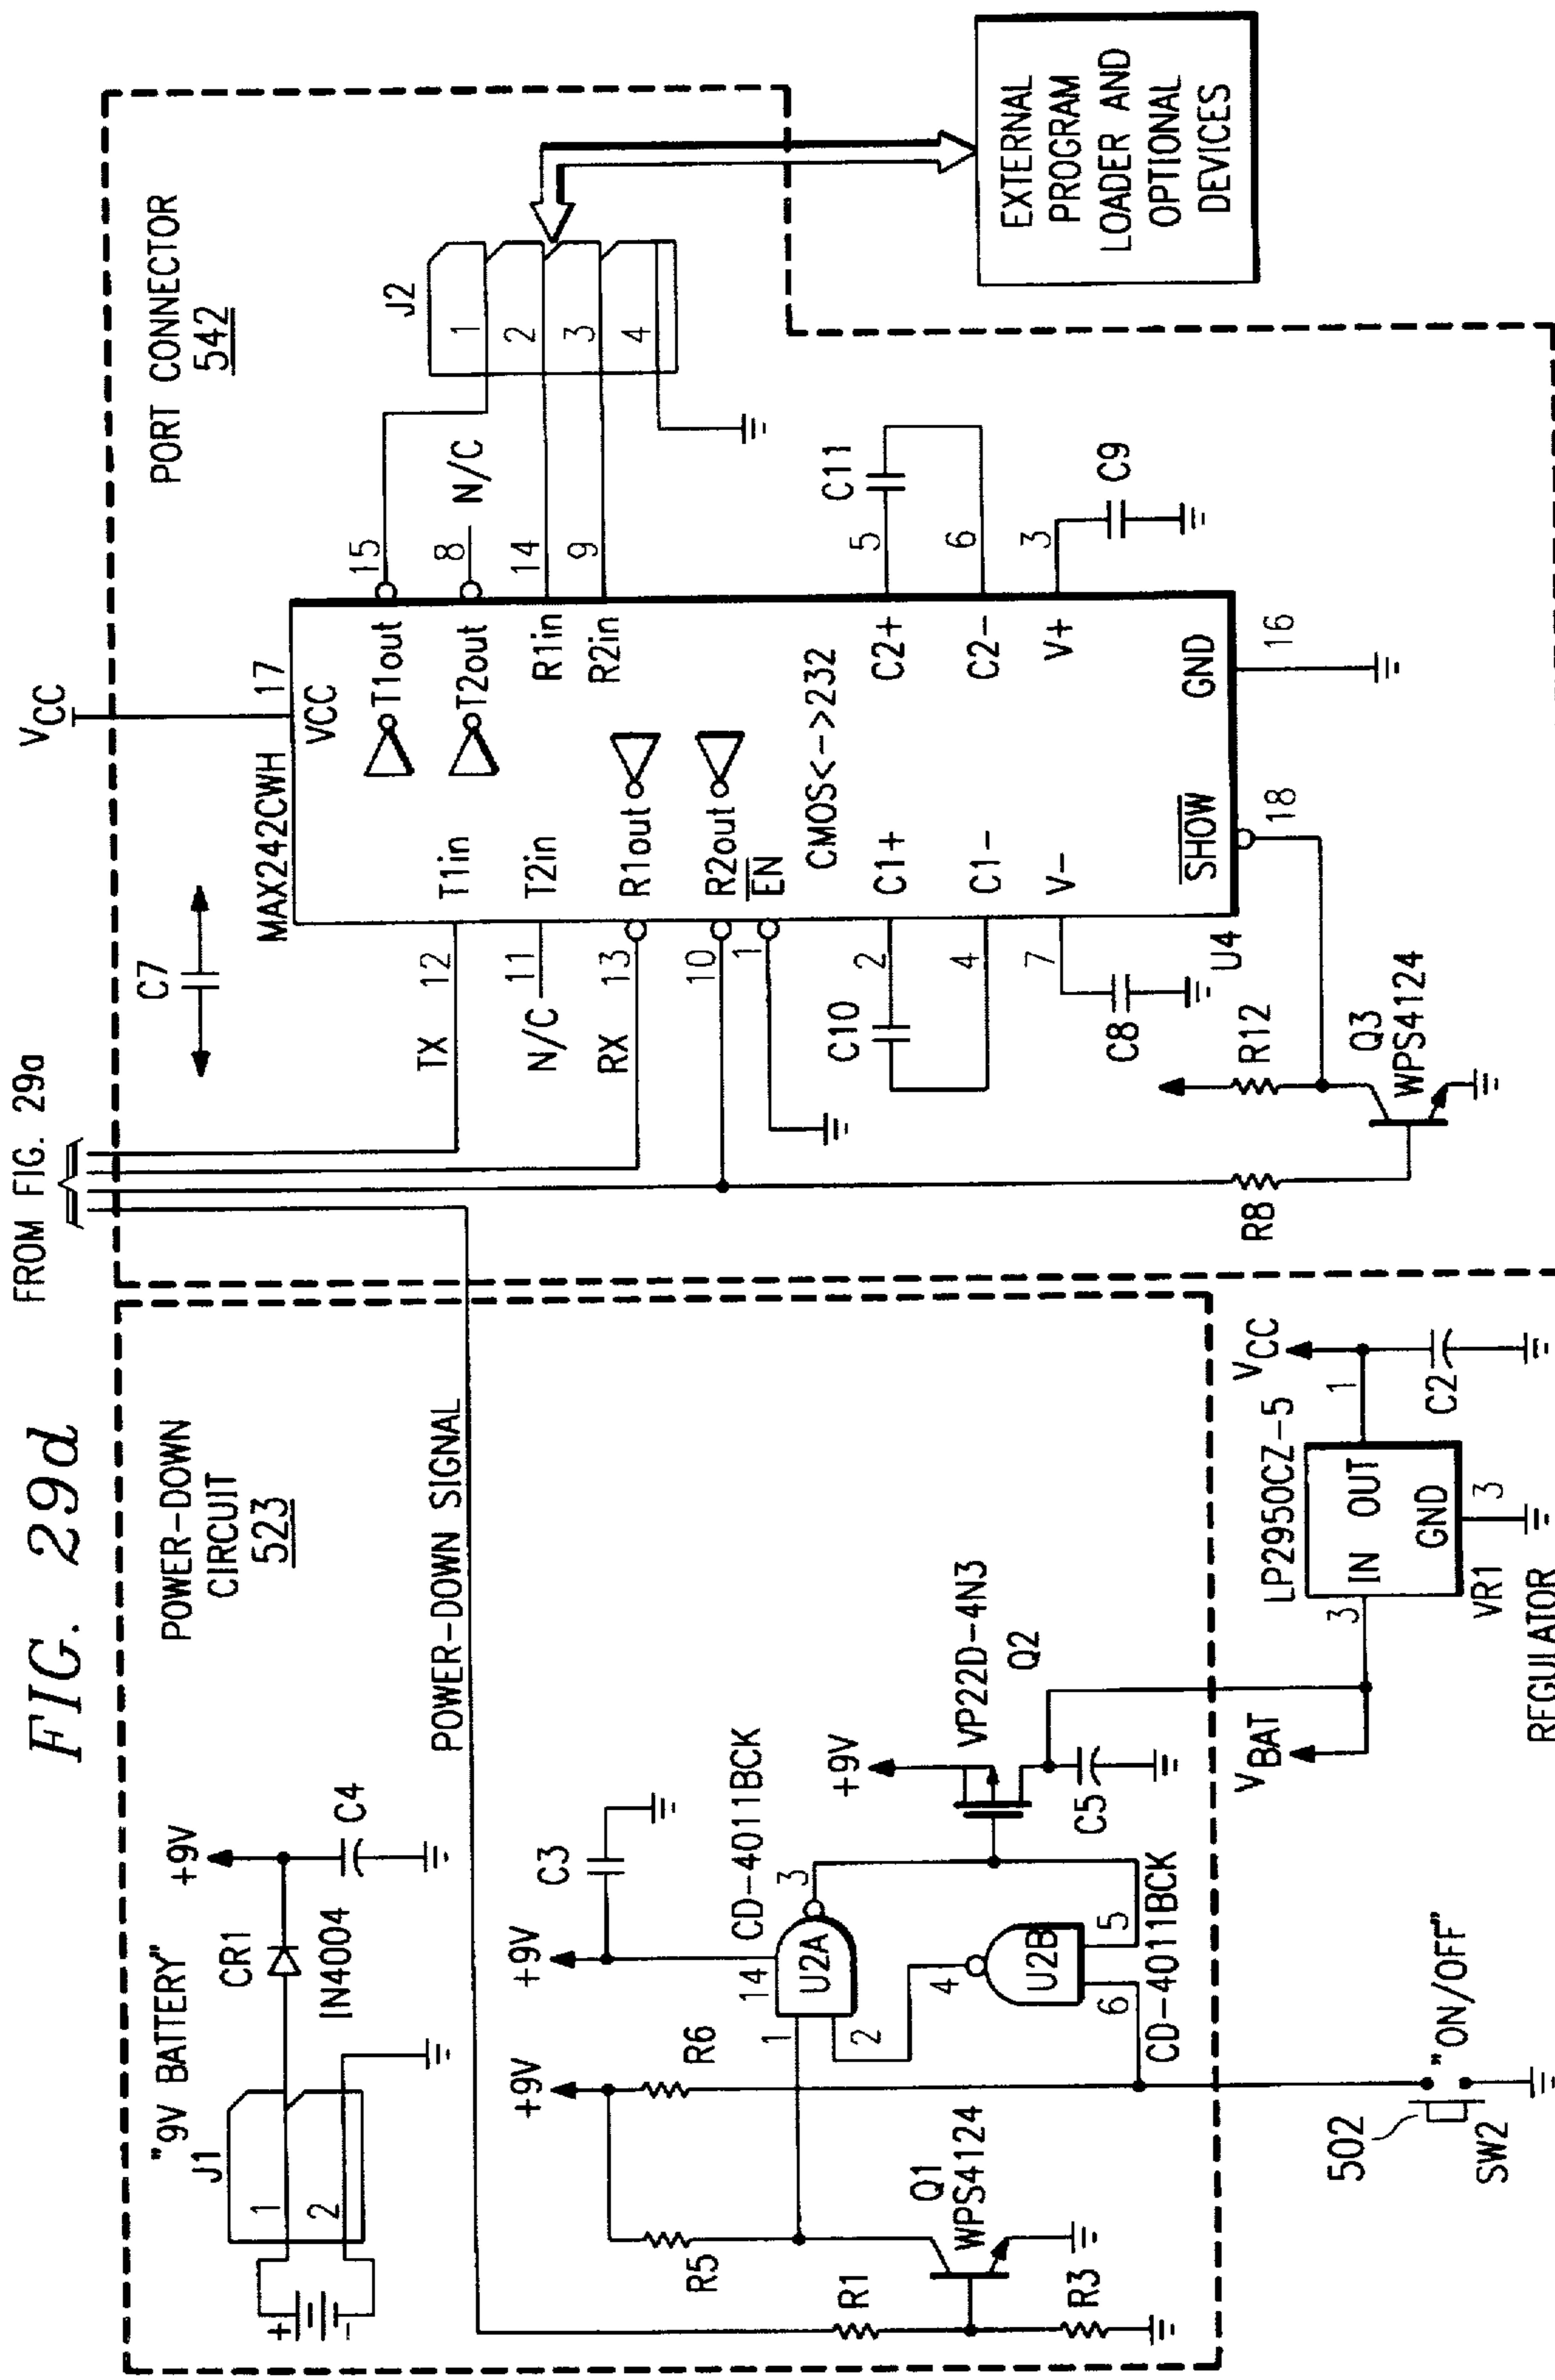 FIG. 29d
FROM FIG. 29a
"9V BATTERY"
J1
1
2
+
-
CR1
IN4004
+9V
C4
POWER-DOWN
CIRCUIT
523
POWER-DOWN SIGNAL
+9V
+9V
C3
R5
R6
R1
R3
Q1
WPS4124
1
2
14
U2A
3
CD-4011BCK
4
U2B
6
5
CD-4011BCK
+9V
VP22D-4N3
Q2
C5
502
SW2
"ON/OFF"
VBAT
3
LP2950CZ-5
IN OUT
GND
1
3
VR1
REGULATOR
VCC
C2
VCC
PORT CONNECTOR
542
C7
MAX242CWH
17
VCC
TX
12
T1in
T1out
15
N/C
11
T2in
T2out
8
N/C
RX
13
R1out
R1in
14
10
R2out
R2in
9
1
EN
CMOS<->232
C10
2
C1+
C2+
5
C11
4
C1-
C2-
6
C8
7
V-
V+
3
C9
U4
SHOW
18
GND
16
R8
R12
Q3
WPS4124
J2
1
2
3
4
EXTERNAL
PROGRAM
LOADER AND
OPTIONAL
DEVICES